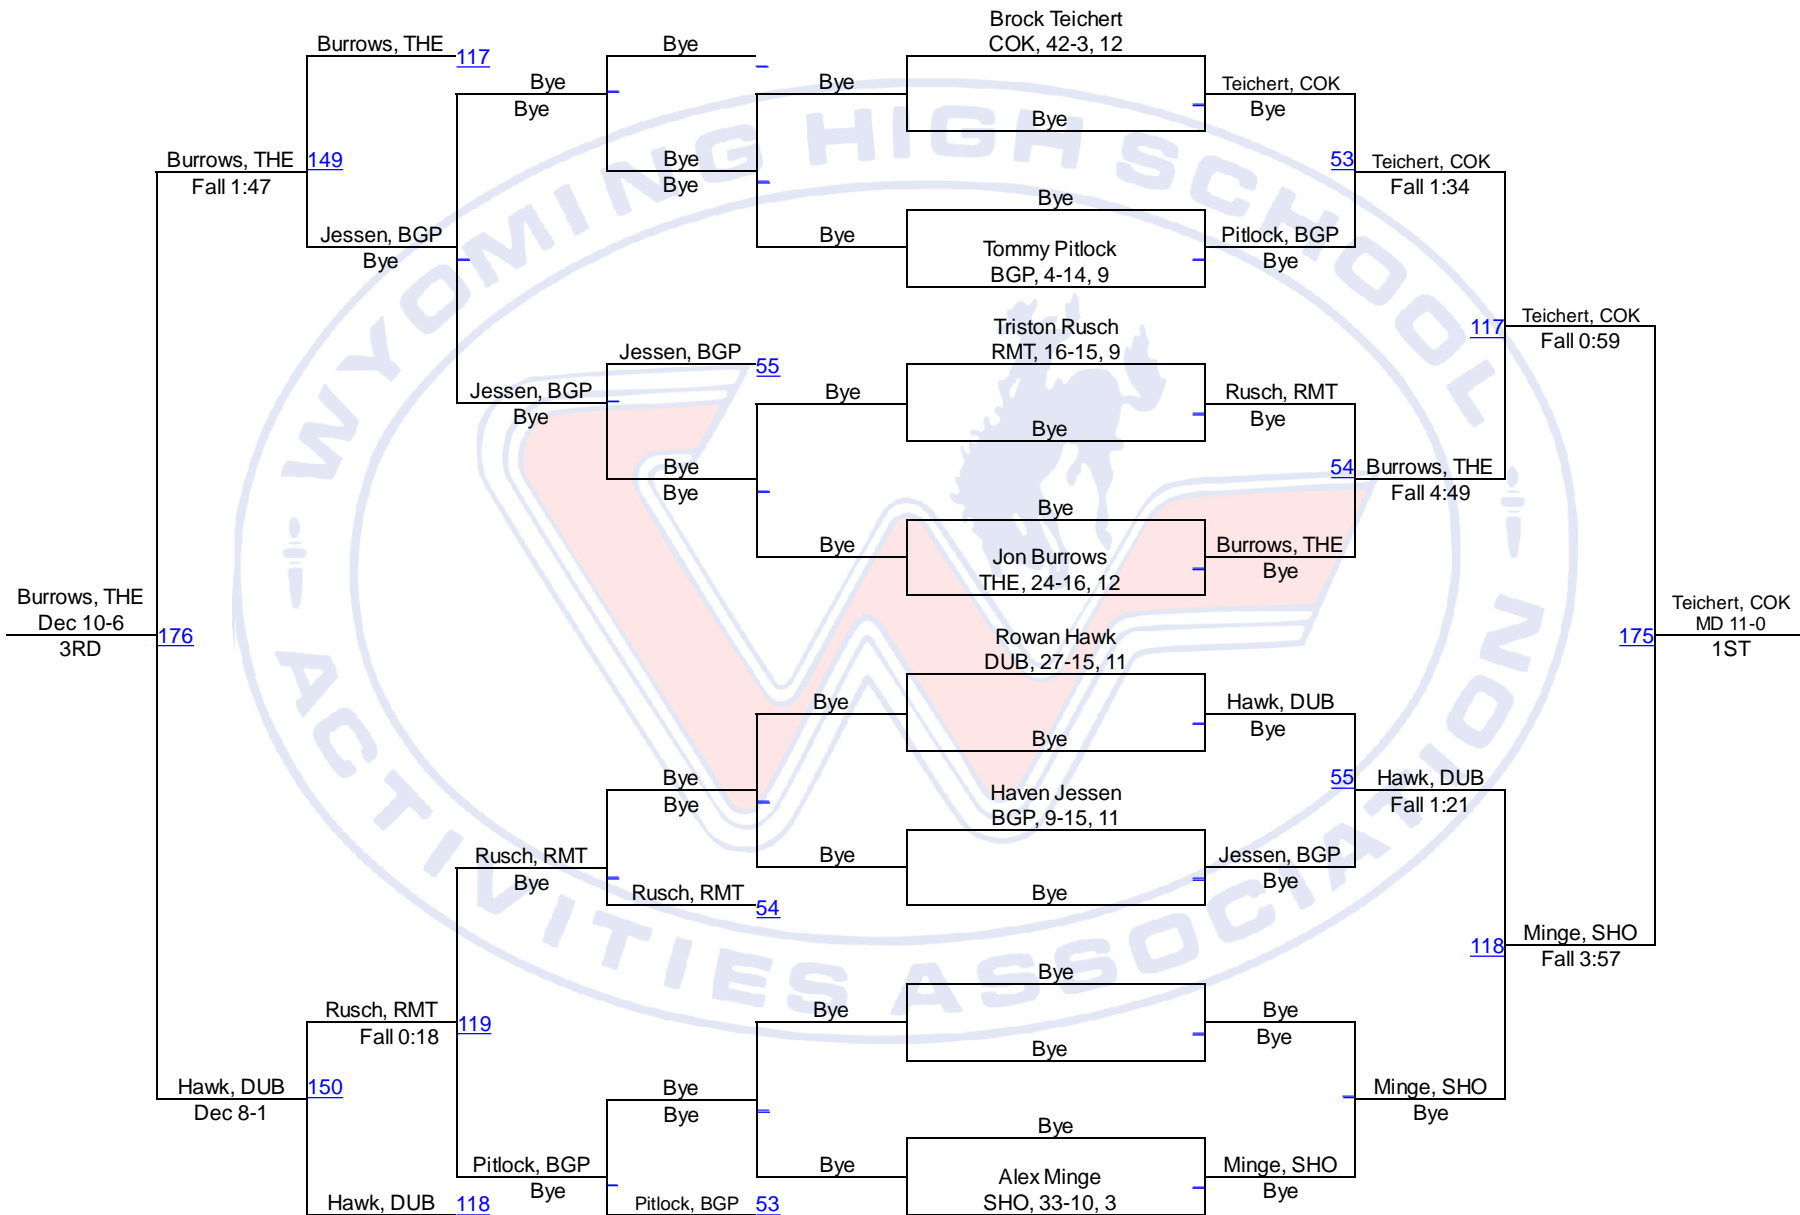 Brock Teichert
COK, 42-3, 12
Burrows, THE
117
Bye
Bye
Bye
Bye
Bye
Teichert, COK
Bye
Bye
Burrows, THE
Fall 1:47
149
Bye
Bye
53
Teichert, COK
Fall 1:34
Bye
Jessen, BGP
Bye
Bye
Tommy Pitlock
BGP, 4-14, 9
Pitlock, BGP
Bye
Triston Rusch
RMT, 16-15, 9
117
Teichert, COK
Fall 0:59
Jessen, BGP
55
Jessen, BGP
Bye
Bye
Rusch, RMT
Bye
Bye
Bye
Bye
54
Burrows, THE
Fall 4:49
Bye
Bye
Jon Burrows
THE, 24-16, 12
Burrows, THE
Bye
Burrows, THE
Dec 10-6
3RD
176
Rowan Hawk
DUB, 27-15, 11
175
Teichert, COK
MD 11-0
1ST
Bye
Hawk, DUB
Bye
Bye
Bye
Bye
Haven Jessen
BGP, 9-15, 11
55
Hawk, DUB
Fall 1:21
Rusch, RMT
Bye
Bye
Jessen, BGP
Bye
Bye
Rusch, RMT
54
118
Minge, SHO
Fall 3:57
Bye
Rusch, RMT
Fall 0:18
119
Bye
Bye
Bye
Bye
Hawk, DUB
Dec 8-1
150
Bye
Bye
Minge, SHO
Bye
Bye
Pitlock, BGP
Bye
Bye
Alex Minge
SHO, 33-10, 3
Minge, SHO
Bye
Hawk, DUB
118
Pitlock, BGP
53
WYOMING HIGH SCHOOL
ACTIVITIES ASSOCIATION